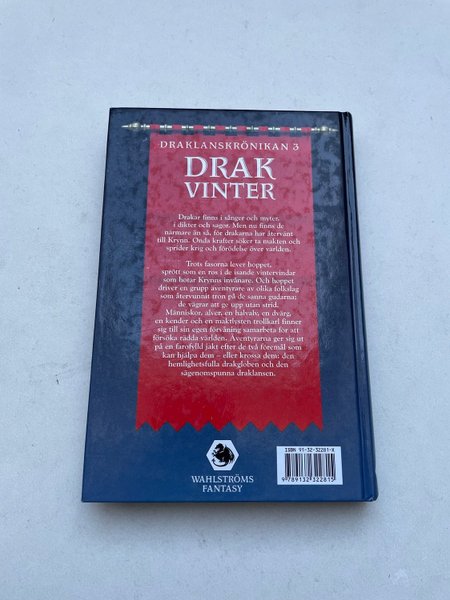 DRAKLANSKRÖNIKAN 3
DRAK
VINTER
Drakar finns i sånger och myter,
i dikter och sagor. Men nu finns de
närmare än så, för drakarna har återvänt
till Krynn. Onda krafter söker ta makten och
sprider krig och förödelse över världen.
Trots fasorna lever hoppet,
sprött som en ros i de isande vintervindar
som hotar Krynns invånare. Och hoppet
driver en grupp äventyrare av olika folkslag
som återvunnit tron på de sanna gudarna;
de vägrar att ge upp utan strid.
Människor, alver, en halvalv, en dvärg,
en kender och en maktlysten trollkarl finner
sig till sin egen förvåning samarbeta för att
försöka rädda världen. Äventyrarna ger sig ut
på en farofylld jakt efter de två föremål som
kan hjälpa dem – eller krossa dem: den
hemlighetsfulla drakgloben och den
sägenomspunna draklansen.
ISBN 91-32-32281-X
9 789132 322815
WAHLSTRÖMS
FANTASY